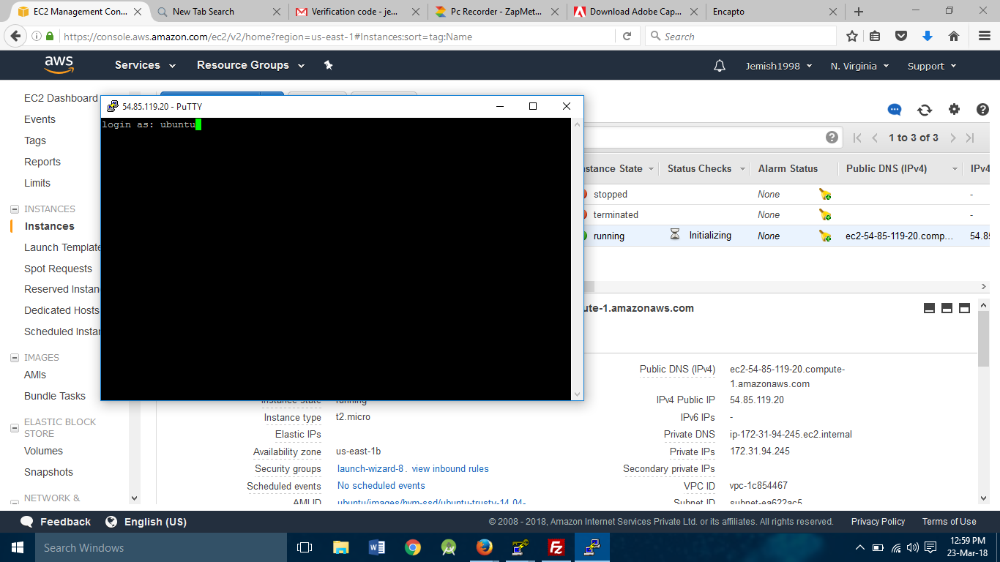 EC2 Management Con...
New Tab Search
Verification code - je...
Pc Recorder - ZapMet...
Download Adobe Cap...
Encapto
https://console.aws.amazon.com/ec2/v2/home?region=us-east-1#Instances:sort=tag:Name
Search
aws
Services
Resource Groups
Jemish1998
N. Virginia
Support
EC2 Dashboard
Events
Tags
Reports
Limits
INSTANCES
Instances
Launch Template
Spot Requests
Reserved Instan
Dedicated Hosts
Scheduled Instan
IMAGES
AMIs
Bundle Tasks
ELASTIC BLOCK
STORE
Volumes
Snapshots
NETWORK &
54.85.119.20 - PuTTY
login as: ubuntu
1 to 3 of 3
nstance State
Status Checks
Alarm Status
Public DNS (IPv4)
IPv4
stopped
None
-
terminated
None
-
running
Initializing
None
ec2-54-85-119-20.comp...
54.8
ute-1.amazonaws.com
Instance state
running
Instance type
t2.micro
Elastic IPs
Availability zone
us-east-1b
Security groups
launch-wizard-8. view inbound rules
Scheduled events
No scheduled events
AMI ID
ubuntu/images/hvm-ssd/ubuntu-trusty-14.04-
Public DNS (IPv4)
ec2-54-85-119-20.compute-
1.amazonaws.com
IPv4 Public IP
54.85.119.20
IPv6 IPs
-
Private DNS
ip-172-31-94-245.ec2.internal
Private IPs
172.31.94.245
Secondary private IPs
VPC ID
vpc-1c854467
Subnet ID
subnet-ea622ac5
Feedback
English (US)
© 2008 - 2018, Amazon Internet Services Private Ltd. or its affiliates. All rights reserved.
Privacy Policy
Terms of Use
Search Windows
12:59 PM
23-Mar-18